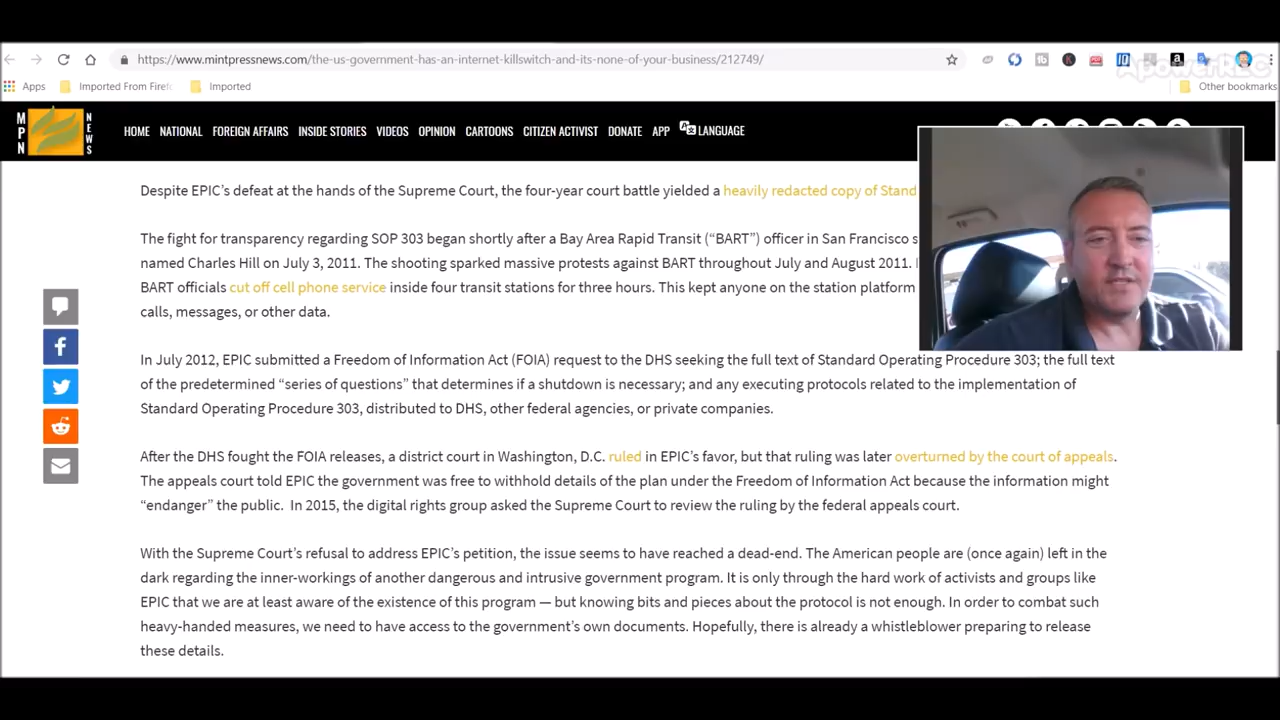 https://www.mintpressnews.com/the-us-government-has-an-internet-killswitch-and-its-none-of-your-business/212749/
ApowerREC
Apps Imported From Firef Imported Other bookmarks
MPN NEWS HOME NATIONAL FOREIGN AFFAIRS INSIDE STORIES VIDEOS OPINION CARTOONS CITIZEN ACTIVIST DONATE APP LANGUAGE
Despite EPIC’s defeat at the hands of the Supreme Court, the four-year court battle yielded a heavily redacted copy of Stand
The fight for transparency regarding SOP 303 began shortly after a Bay Area Rapid Transit (“BART”) officer in San Francisco s
named Charles Hill on July 3, 2011. The shooting sparked massive protests against BART throughout July and August 2011. I
BART officials cut off cell phone service inside four transit stations for three hours. This kept anyone on the station platform
calls, messages, or other data.
In July 2012, EPIC submitted a Freedom of Information Act (FOIA) request to the DHS seeking the full text of Standard Operating Procedure 303; the full text
of the predetermined “series of questions” that determines if a shutdown is necessary; and any executing protocols related to the implementation of
Standard Operating Procedure 303, distributed to DHS, other federal agencies, or private companies.
After the DHS fought the FOIA releases, a district court in Washington, D.C. ruled in EPIC’s favor, but that ruling was later overturned by the court of appeals.
The appeals court told EPIC the government was free to withhold details of the plan under the Freedom of Information Act because the information might
“endanger” the public. In 2015, the digital rights group asked the Supreme Court to review the ruling by the federal appeals court.
With the Supreme Court’s refusal to address EPIC’s petition, the issue seems to have reached a dead-end. The American people are (once again) left in the
dark regarding the inner-workings of another dangerous and intrusive government program. It is only through the hard work of activists and groups like
EPIC that we are at least aware of the existence of this program — but knowing bits and pieces about the protocol is not enough. In order to combat such
heavy-handed measures, we need to have access to the government’s own documents. Hopefully, there is already a whistleblower preparing to release
these details.